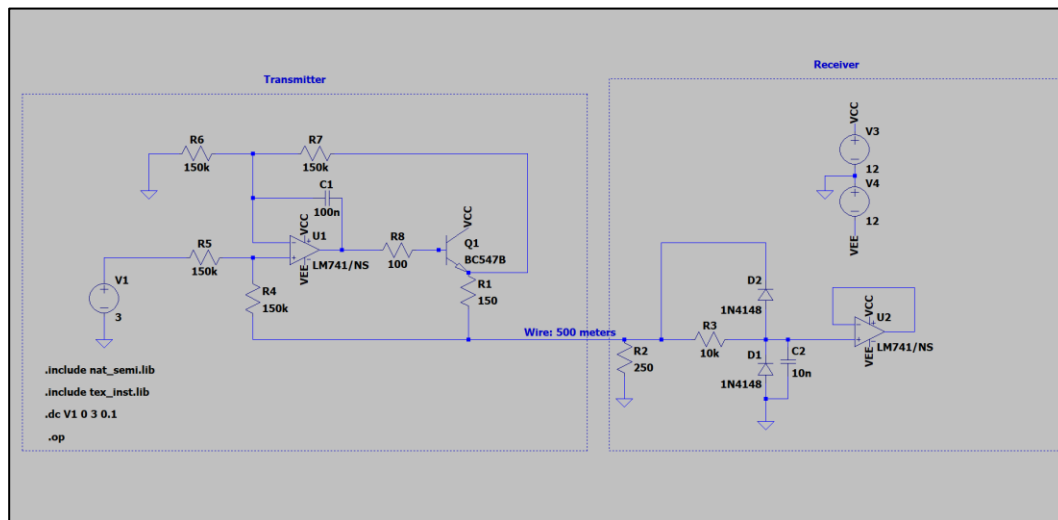 Transmitter
R6
150k
R7
150k
C1
100n
VCC
U1
LM741/NS
VEE
R5
150k
R4
150k
V1
3
R8
100
VCC
Q1
BC547B
R1
150
Wire: 500 meters
.include nat_semi.lib
.include tex_inst.lib
.dc V1 0 3 0.1
.op
Receiver
VCC
V3
12
V4
12
VEE
D2
1N4148
R3
10k
R2
250
D1
1N4148
C2
10n
VCC
U2
LM741/NS
VEE